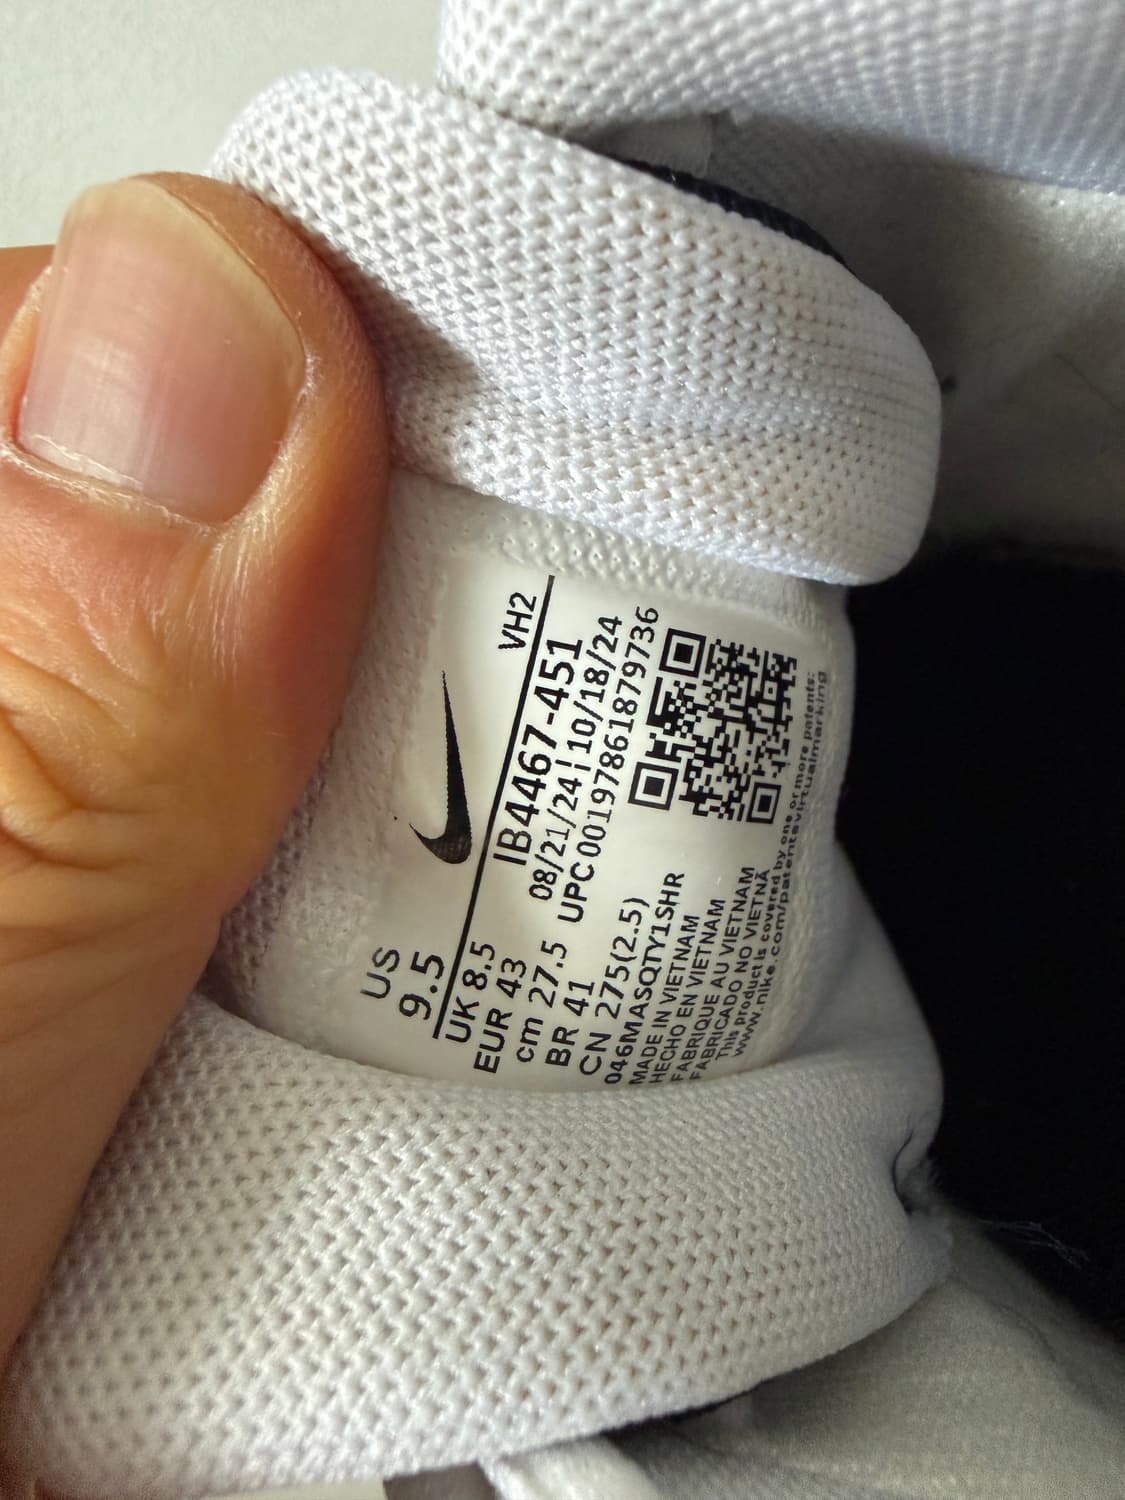 VH2
US
9.5
IB4467-451
08/21/24 10/18/24
UPC 00197861879736
UK 8.5
EUR 43
cm 27.5
BR 41
CN 275(2.5)
046MASQTY1SHR
MADE IN VIETNAM
HECHO EN VIETNAM
FABRIQUE AU VIETNAM
FABRICADO NO VIETNÃ
This product is covered by one or more patents:
www.nike.com/patentsvirtualmarking